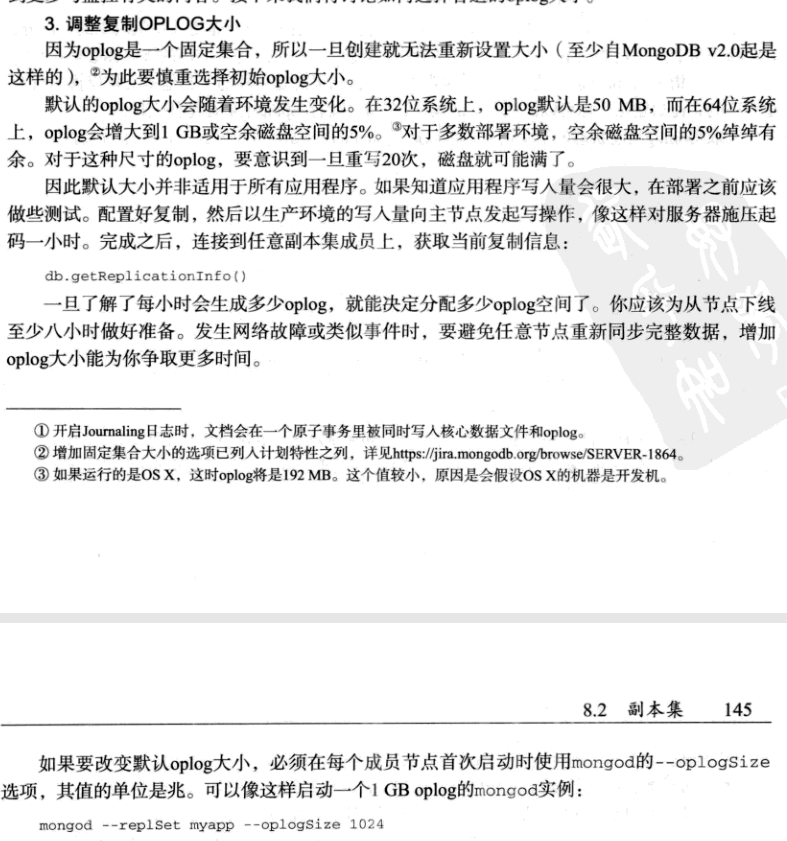 3. 调整复制OPLOG大小
因为oplog是一个固定集合，所以一旦创建就无法重新设置大小（至少自MongoDB v2.0起是
这样的），②为此要慎重选择初始oplog大小。
默认的oplog大小会随着环境发生变化。在32位系统上，oplog默认是50 MB，而在64位系统
上，oplog会增大到1 GB或空余磁盘空间的5%。③对于多数部署环境，空余磁盘空间的5%绰绰有
余。对于这种尺寸的oplog，要意识到一旦重写20次，磁盘就可能满了。
因此默认大小并非适用于所有应用程序。如果知道应用程序写入量会很大，在部署之前应该
做些测试。配置好复制，然后以生产环境的写入量向主节点发起写操作，像这样对服务器施压起
码一小时。完成之后，连接到任意副本集成员上，获取当前复制信息：
db.getReplicationInfo()
一旦了解了每小时会生成多少oplog，就能决定分配多少oplog空间了。你应该为从节点下线
至少八小时做好准备。发生网络故障或类似事件时，要避免任意节点重新同步完整数据，增加
oplog大小能为你争取更多时间。
① 开启Journaling日志时，文档会在一个原子事务里被同时写入核心数据文件和oplog。
② 增加固定集合大小的选项已列入计划特性之列，详见https://jira.mongodb.org/browse/SERVER-1864。
③ 如果运行的是OS X，这时oplog将是192 MB。这个值较小，原因是会假设OS X的机器是开发机。
8.2 副本集 145
如果要改变默认oplog大小，必须在每个成员节点首次启动时使用mongod的--oplogSize
选项，其值的单位是兆。可以像这样启动一个1 GB oplog的mongod实例：
mongod --replSet myapp --oplogSize 1024